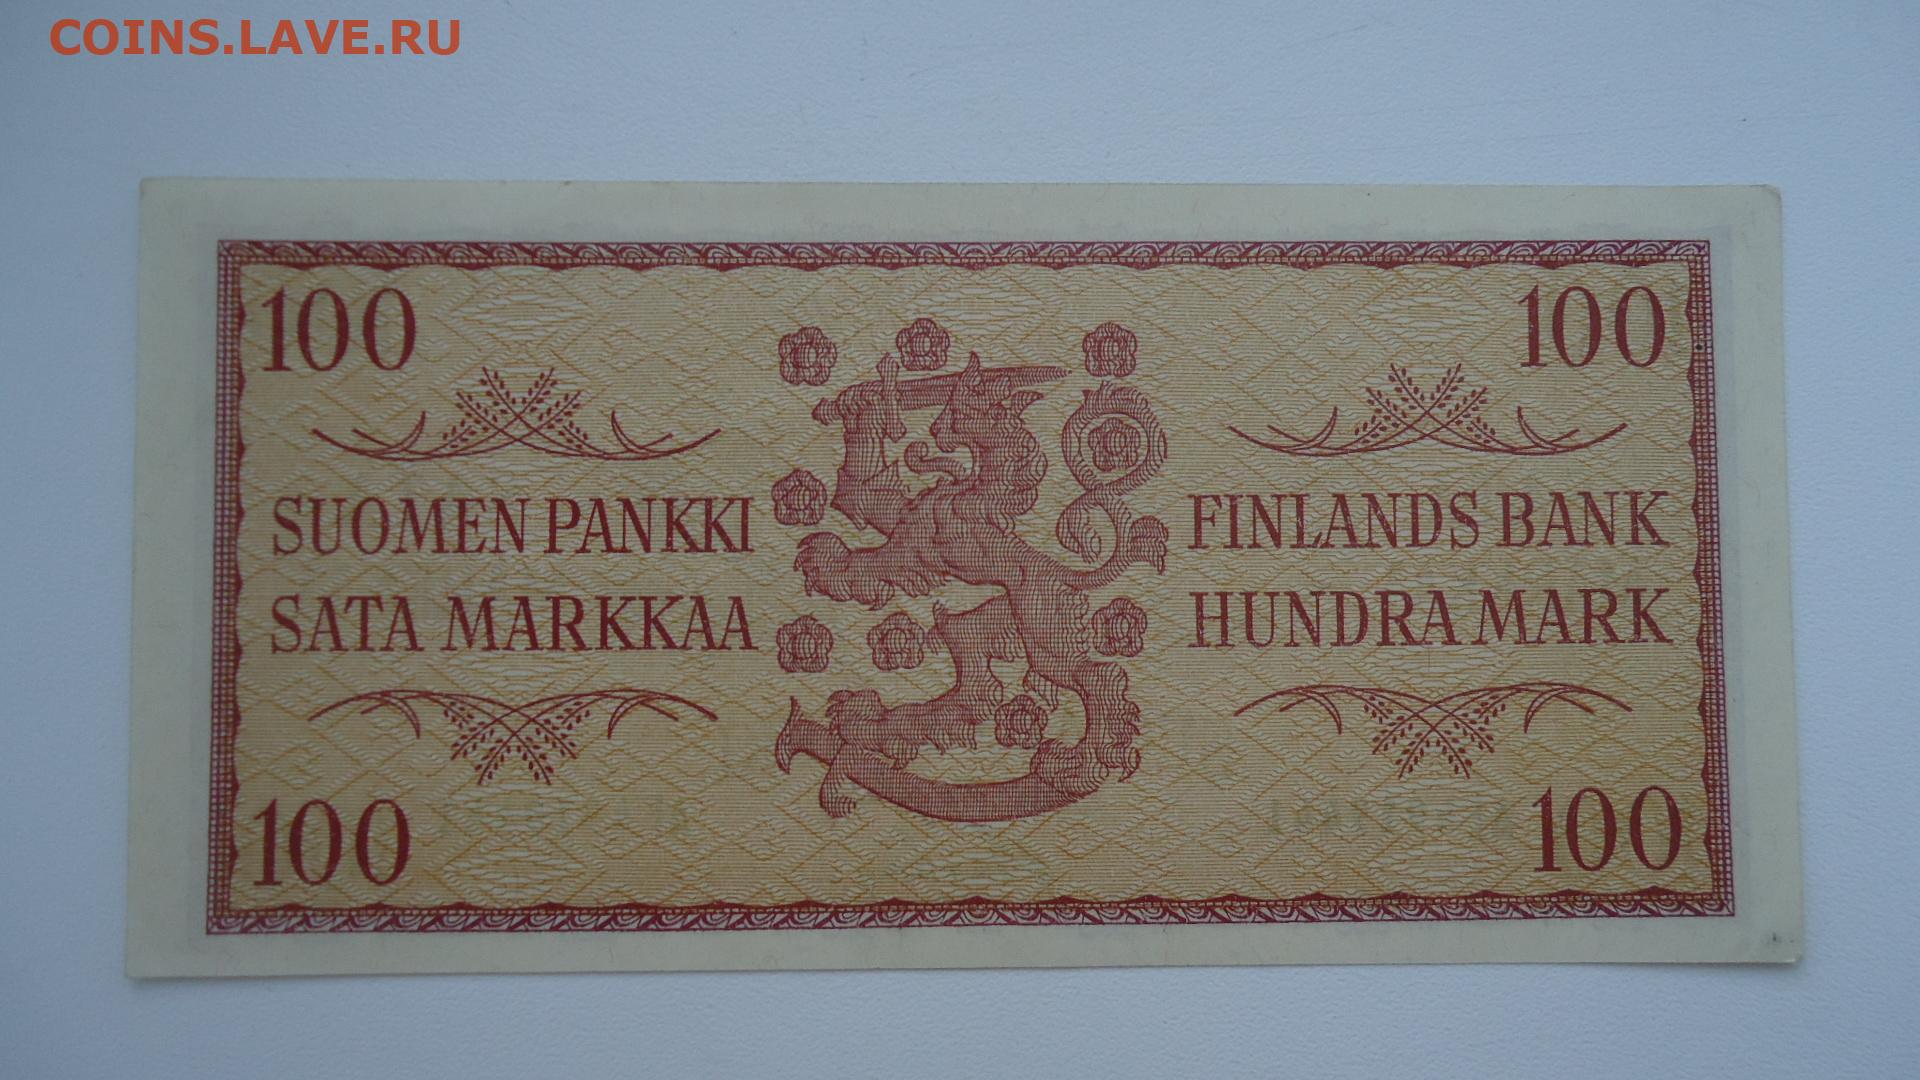 COINS.LAVE.RU
100
100
SUOMEN PANKKI
SATA MARKKAA
FINLANDS BANK
HUNDRA MARK
100
100